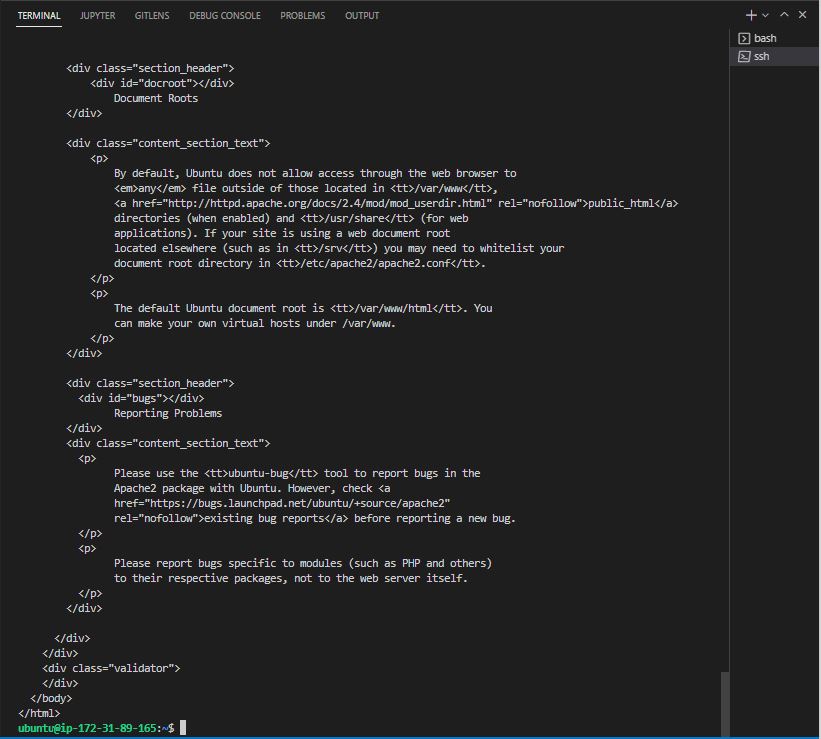 TERMINAL JUPYTER GITLENS DEBUG CONSOLE PROBLEMS OUTPUT
bash
ssh
<div class="section_header">
<div id="docroot"></div>
Document Roots
</div>
<div class="content_section_text">
<p>
By default, Ubuntu does not allow access through the web browser to
<em>any</em> file outside of those located in <tt>/var/www</tt>,
<a href="http://httpd.apache.org/docs/2.4/mod/mod_userdir.html" rel="nofollow">public_html</a>
directories (when enabled) and <tt>/usr/share</tt> (for web
applications). If your site is using a web document root
located elsewhere (such as in <tt>/srv</tt>) you may need to whitelist your
document root directory in <tt>/etc/apache2/apache2.conf</tt>.
</p>
<p>
The default Ubuntu document root is <tt>/var/www/html</tt>. You
can make your own virtual hosts under /var/www.
</p>
</div>
<div class="section_header">
<div id="bugs"></div>
Reporting Problems
</div>
<div class="content_section_text">
<p>
Please use the <tt>ubuntu-bug</tt> tool to report bugs in the
Apache2 package with Ubuntu. However, check <a
href="https://bugs.launchpad.net/ubuntu/+source/apache2"
rel="nofollow">existing bug reports</a> before reporting a new bug.
</p>
<p>
Please report bugs specific to modules (such as PHP and others)
to their respective packages, not to the web server itself.
</p>
</div>
</div>
</div>
<div class="validator">
</div>
</body>
</html>
ubuntu@ip-172-31-89-165:~$